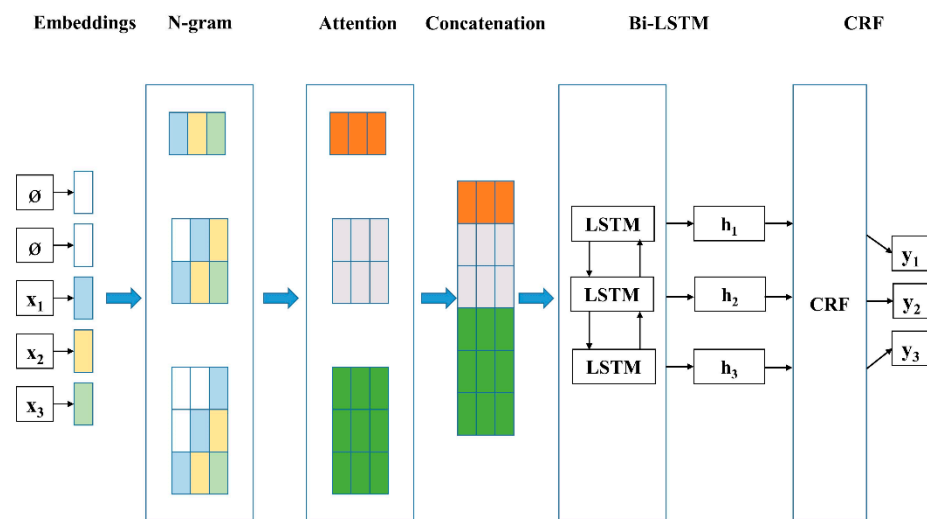 Embeddings N-gram Attention Concatenation Bi-LSTM CRF
ø
ø
x₁
x₂
x₃
LSTM h₁
LSTM h₂
LSTM h₃
CRF
y₁
y₂
y₃